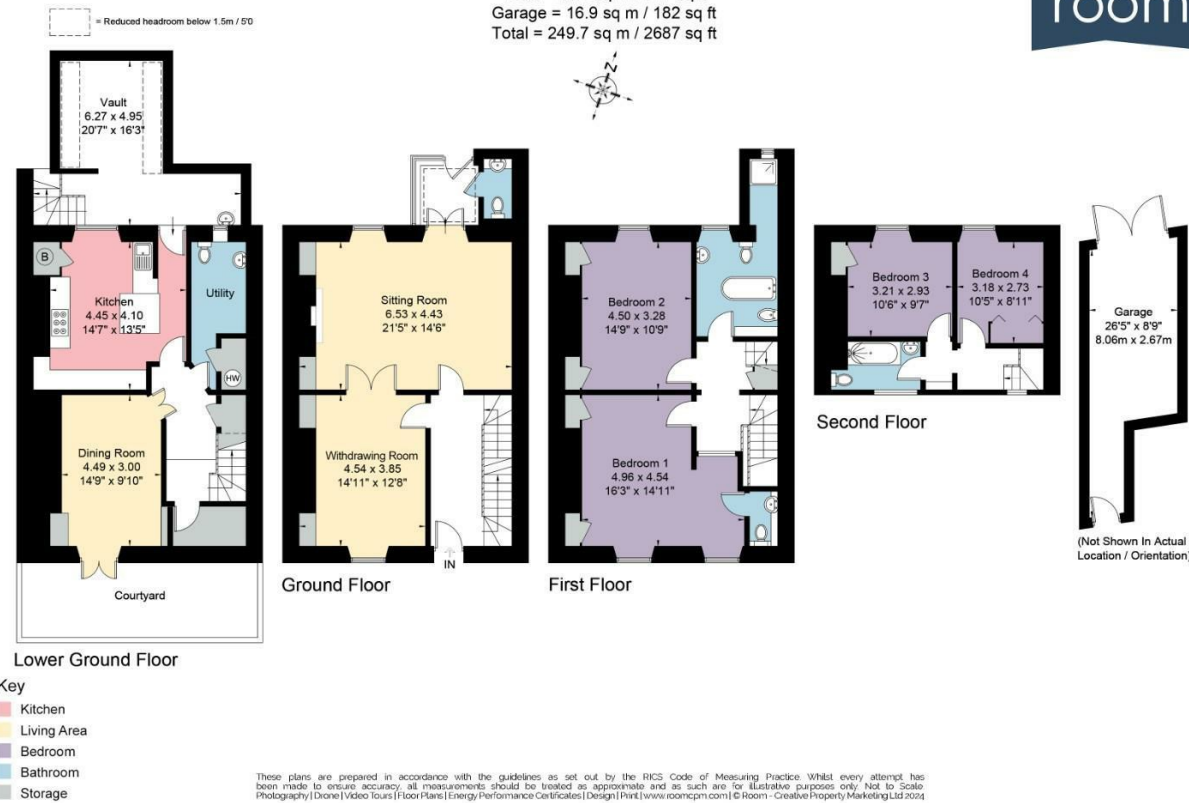 = Reduced headroom below 1.5m / 5'0
Garage = 16.9 sq m / 182 sq ft
Total = 249.7 sq m / 2687 sq ft
room
N
Vault
6.27 x 4.95
20'7" x 16'3"
B
Kitchen
4.45 x 4.10
14'7" x 13'5"
Utility
HW
Dining Room
4.49 x 3.00
14'9" x 9'10"
Courtyard
Lower Ground Floor
Sitting Room
6.53 x 4.43
21'5" x 14'6"
Withdrawing Room
4.54 x 3.85
14'11" x 12'8"
IN
Ground Floor
Bedroom 2
4.50 x 3.28
14'9" x 10'9"
Bedroom 1
4.96 x 4.54
16'3" x 14'11"
First Floor
Bedroom 3
3.21 x 2.93
10'6" x 9'7"
Bedroom 4
3.18 x 2.73
10'5" x 8'11"
Second Floor
Garage
26'5" x 8'9"
8.06m x 2.67m
(Not Shown In Actual
Location / Orientation)
Key
Kitchen
Living Area
Bedroom
Bathroom
Storage
These plans are prepared in accordance with the guidelines as set out by the RICS Code of Measuring Practice. Whilst every attempt has
been made to ensure accuracy, all measurements should be treated as approximate and as such are for illustrative purposes only. Not to Scale
Photography | Drone | Video Tours | Floor Plans | Energy Performance Certificates | Design | Print | www.roomcpm.com | © Room - Creative Property Marketing Ltd 2024